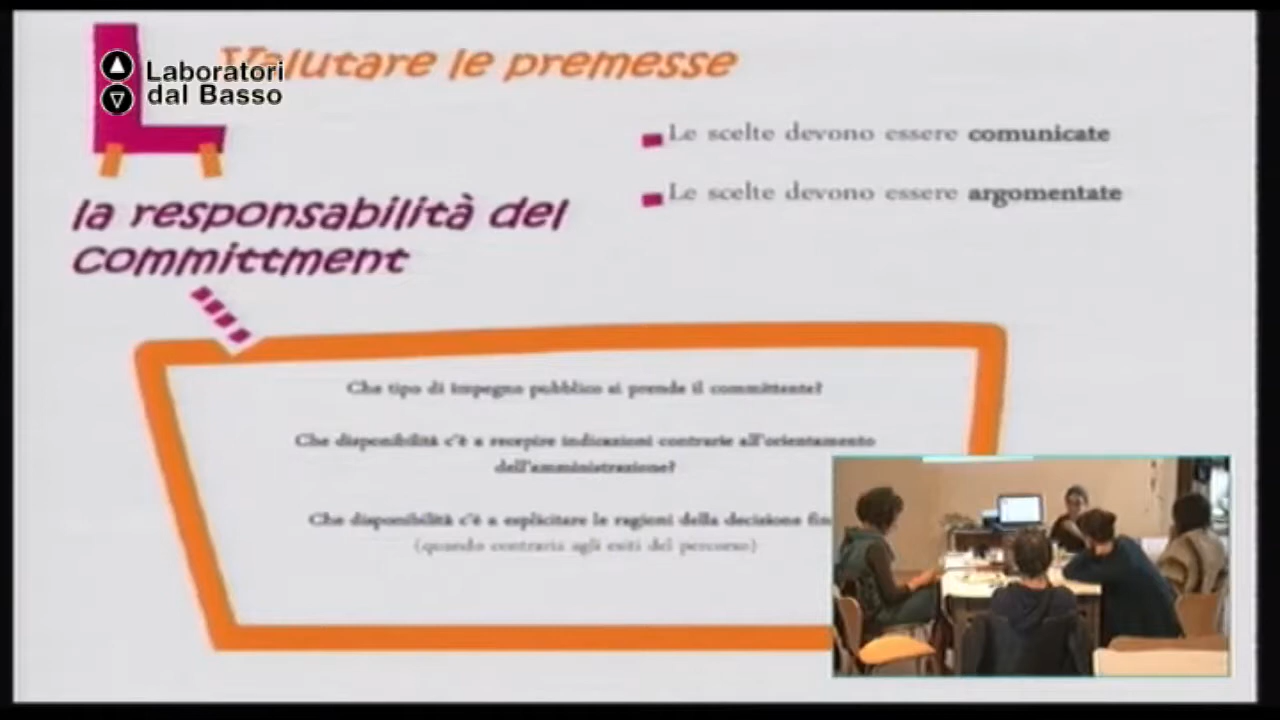 Valutare le premesse
Laboratori
dal Basso
Le scelte devono essere comunicate
Le scelte devono essere argomentate
la responsabilità del
committment
Che tipo di impegno pubblico si prende il committente?
Che disponibilità c'è a recepire indicazioni contrarie all'orientamento
dell'amministrazione?
Che disponibilità c'è a esplicitare le ragioni della decisione
(quando contraria agli esiti del percorso)